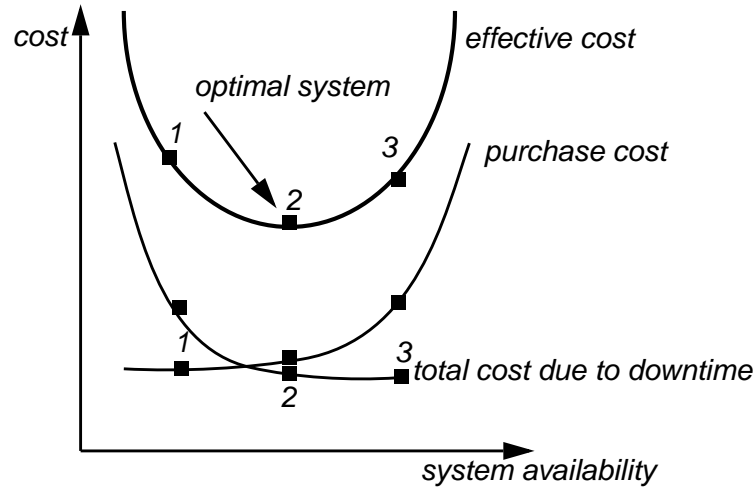 cost
effective cost
optimal system
1
3
purchase cost
2
1
3
total cost due to downtime
2
system availability